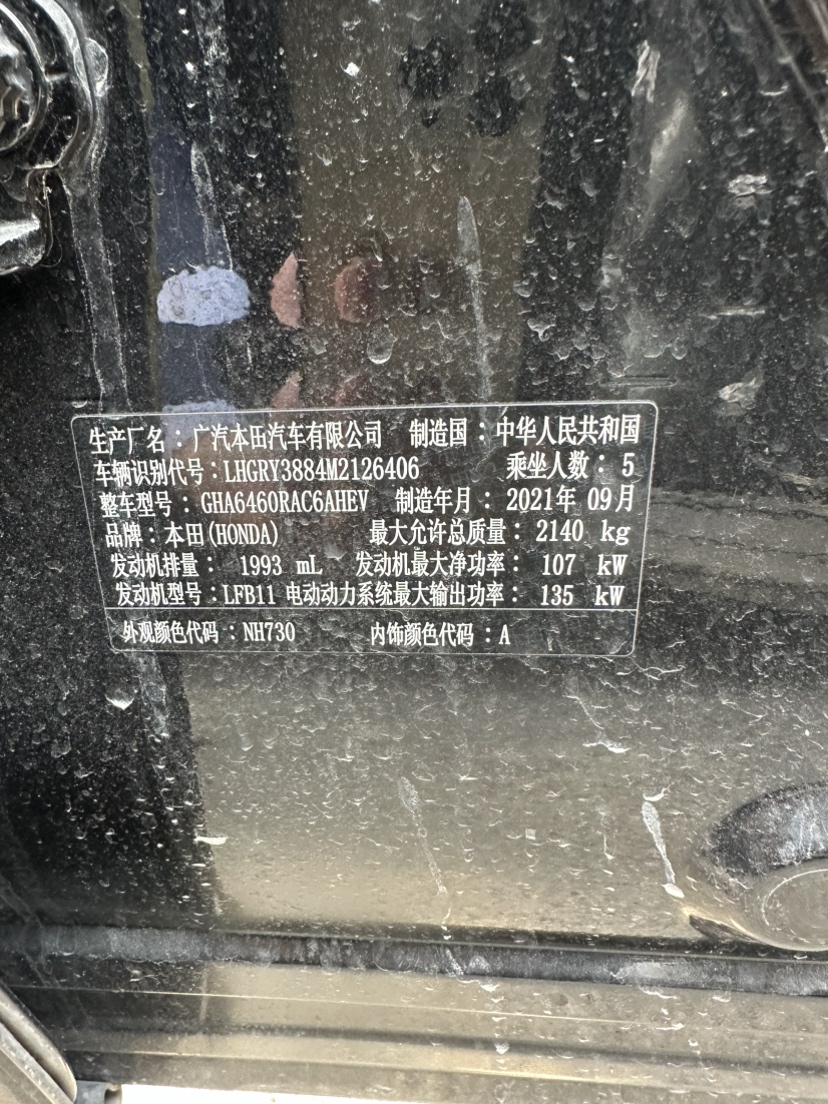 生产厂名：广汽本田汽车有限公司 制造国：中华人民共和国
车辆识别代号：LHGRY3884M2126406 乘坐人数：5
整车型号：GHA6460RAC6AHEV 制造年月：2021年 09月
品牌：本田(HONDA) 最大允许总质量：2140 kg
发动机排量：1993 mL 发动机最大净功率：107 kW
发动机型号：LFB11 电动动力系统最大输出功率：135 kW
外观颜色代码：NH730 内饰颜色代码：A